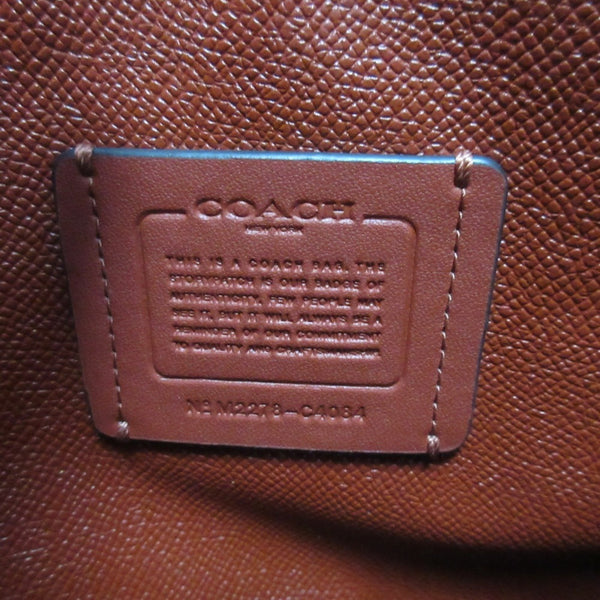 COACH
NEW YORK
THIS IS A COACH BAG. THE
STORYPATCH IS OUR BADGE OF
AUTHENTICITY. FEW PEOPLE MAY
SEE IT, BUT IT WILL ALWAYS BE A
REMINDER OF OUR COMMITMENT
TO QUALITY AND CRAFTSMANSHIP.
M2278-C4084